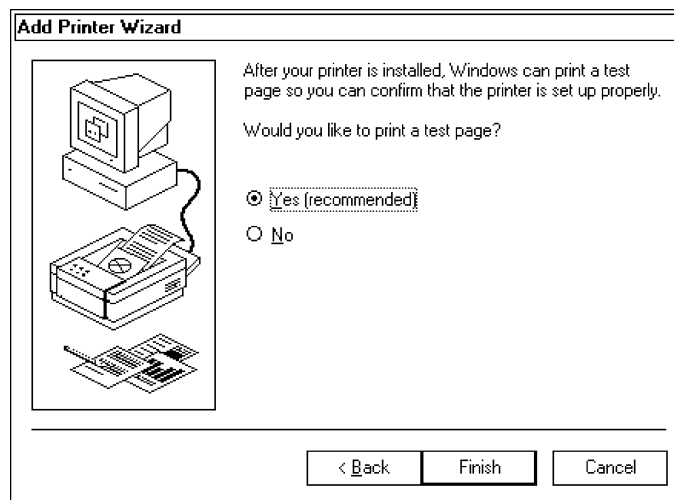 Add Printer Wizard
After your printer is installed, Windows can print a test
page so you can confirm that the printer is set up properly.
Would you like to print a test page?
Yes (recommended)
No
< Back
Finish
Cancel